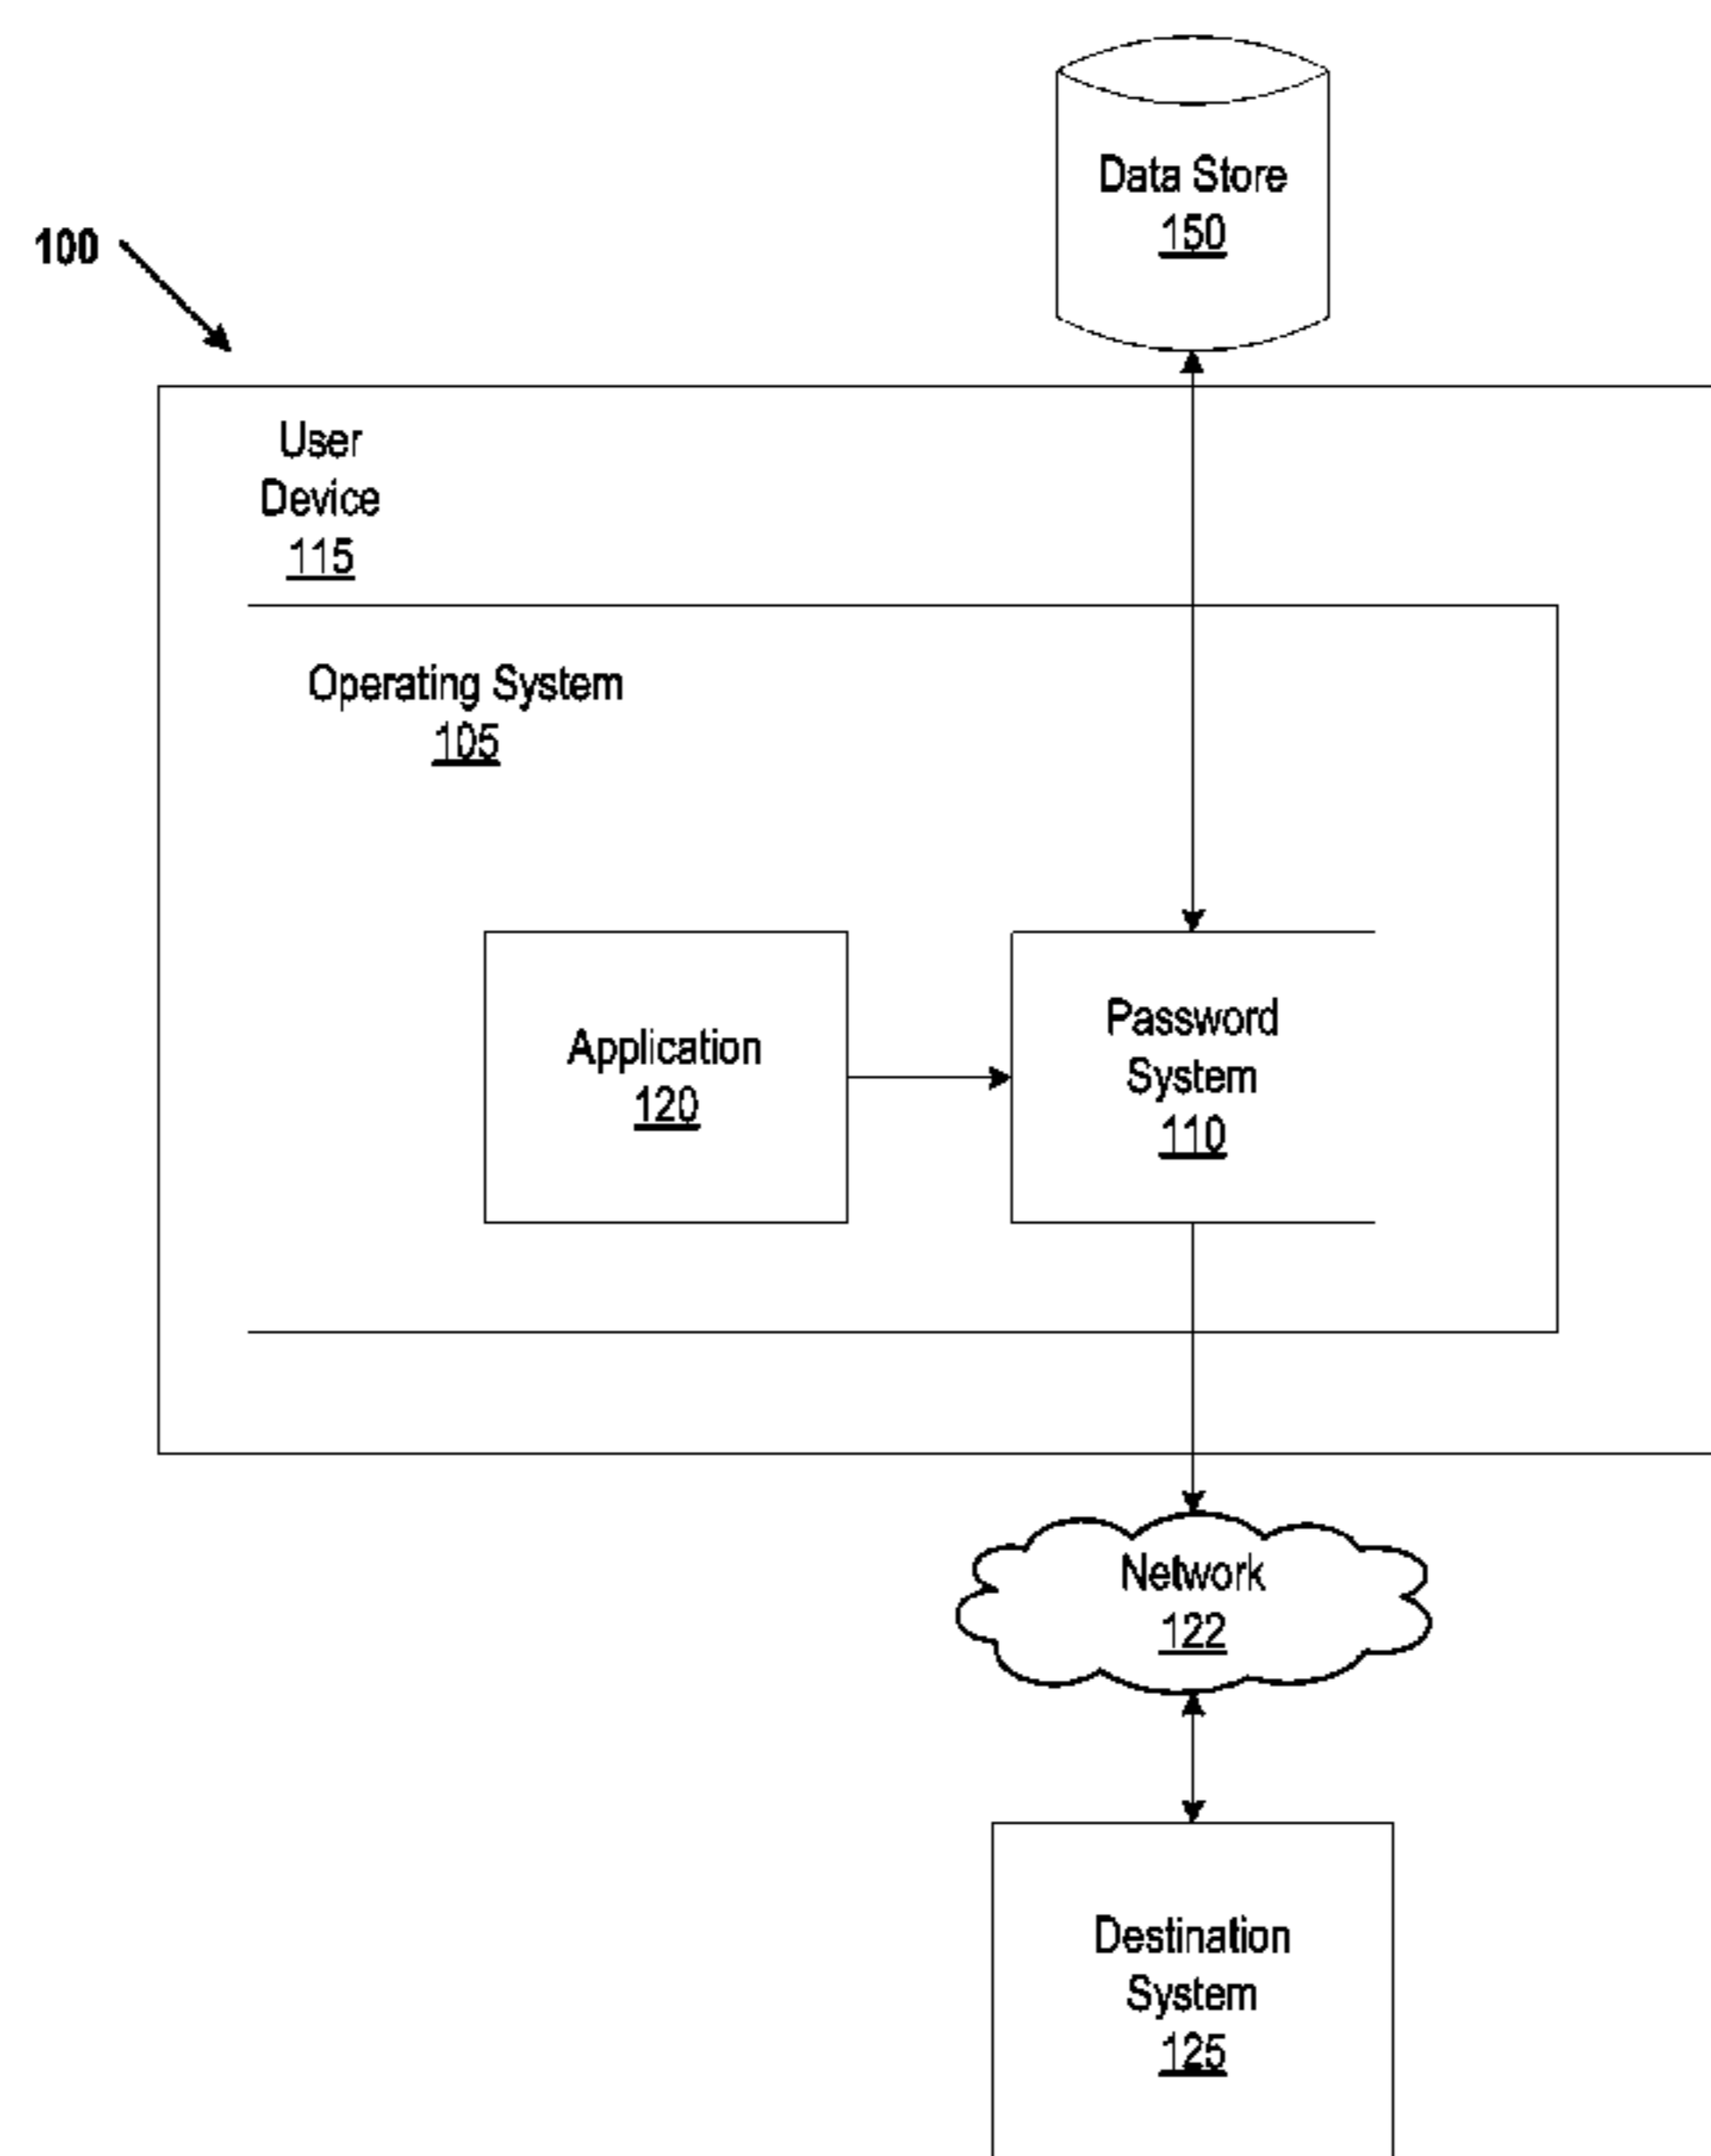 Data Store
150
100
User
Device
115
Operating System
105
Application
120
Password
System
110
Network
122
Destination
System
125